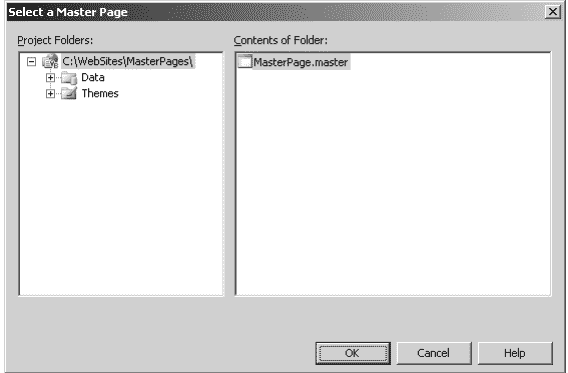 Select a Master Page
Project Folders:
Contents of Folder:
C:\WebSites\MasterPages\
Data
Themes
MasterPage.master
OK
Cancel
Help